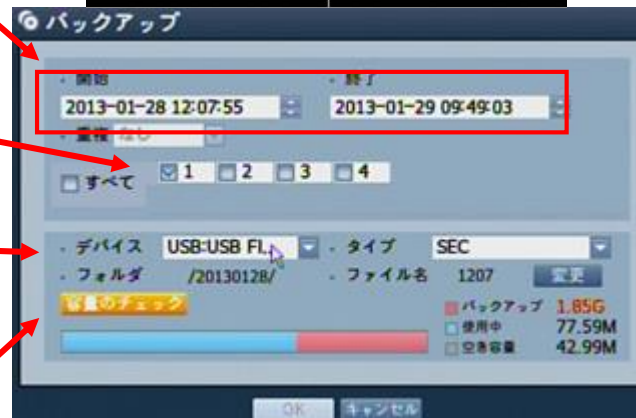 バックアップ
開始 終了
2013-01-28 12:07:55 2013-01-29 09:49:03
重複 なし
すべて 1 2 3 4
デバイス USB:USB FL. タイプ SEC
フォルダ /20130128/ ファイル名 1207 変更
容量のチェック
バックアップ 1.85G
使用中 77.59M
空き容量 42.99M
OK キャンセル